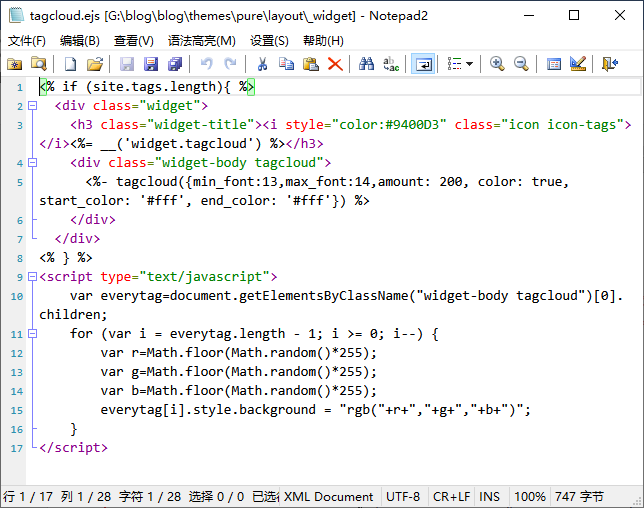 tagcloud.ejs [G:\blog\blog\themes\pure\layout\_widget] - Notepad2
文件(F) 编辑(B) 查看(V) 语法高亮(M) 设置(S) 帮助(H)
1 <% if (site.tags.length){ %>
2 <div class="widget">
3 <h3 class="widget-title"><i style="color:#9400D3" class="icon icon-tags">
</i><%= __('widget.tagcloud') %></h3>
4 <div class="widget-body tagcloud">
5 <%- tagcloud({min_font:13,max_font:14,amount: 200, color: true,
start_color: '#fff', end_color: '#fff'}) %>
6 </div>
7 </div>
8 <% } %>
9 <script type="text/javascript">
10 var everytag=document.getElementsByClassName("widget-body tagcloud")[0].
children;
11 for (var i = everytag.length - 1; i >= 0; i--) {
12 var r=Math.floor(Math.random()*255);
13 var g=Math.floor(Math.random()*255);
14 var b=Math.floor(Math.random()*255);
15 everytag[i].style.background = "rgb("+r+","+g+","+b+")";
16 }
17 </script>
行 1 / 17 列 1 / 28 字符 1 / 28 选择 0 / 0 已选行 XML Document UTF-8 CR+LF INS 100% 747 字节